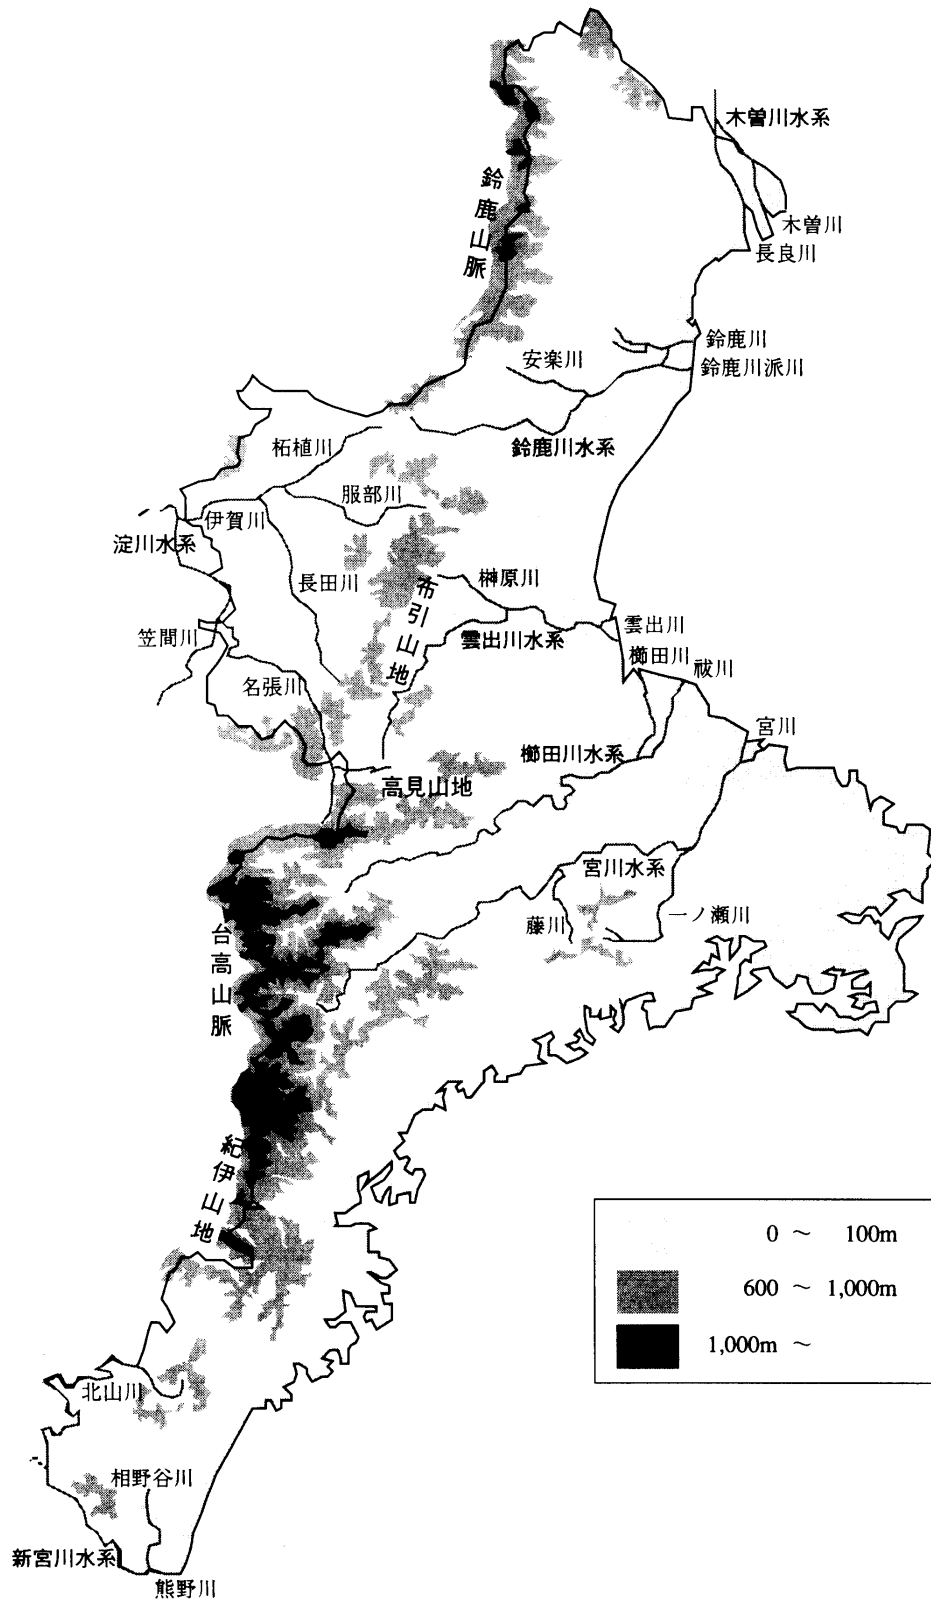 木曽川水系
鈴鹿山脈
木曽川
長良川
鈴鹿川
安楽川
鈴鹿川派川
柘植川
鈴鹿川水系
服部川
伊賀川
淀川水系
榊原川
長田川
布引山地
雲出川
笠間川
雲出川水系
櫛田川
祓川
名張川
宮川
櫛田川水系
高見山地
宮川水系
藤川
一ノ瀬川
台高山脈
紀伊山地
0 ～ 100m
600 ～ 1,000m
1,000m ～
北山川
相野谷川
新宮川水系
熊野川